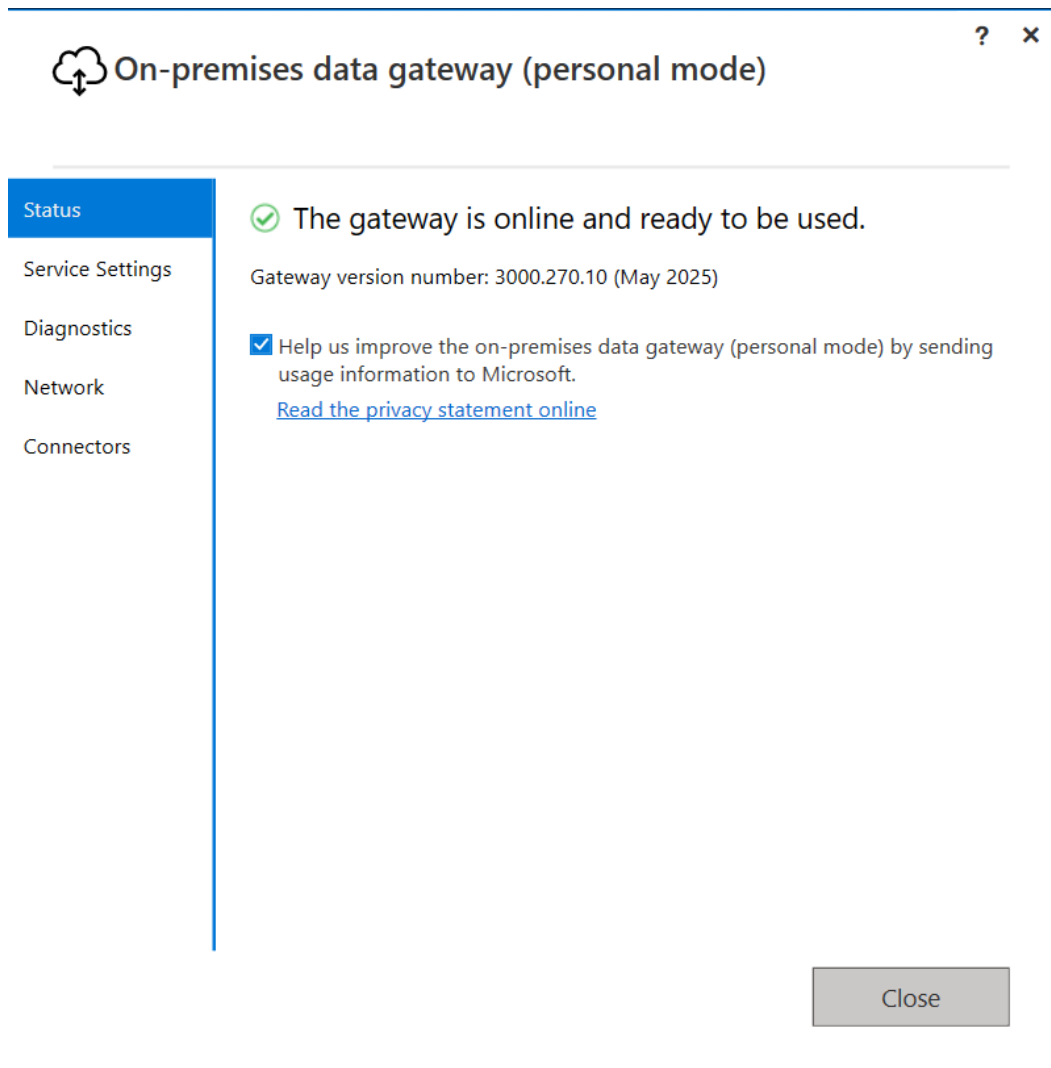 ? ×
On-premises data gateway (personal mode)
Status
Service Settings
Diagnostics
Network
Connectors
The gateway is online and ready to be used.
Gateway version number: 3000.270.10 (May 2025)
Help us improve the on-premises data gateway (personal mode) by sending
usage information to Microsoft.
Read the privacy statement online
Close